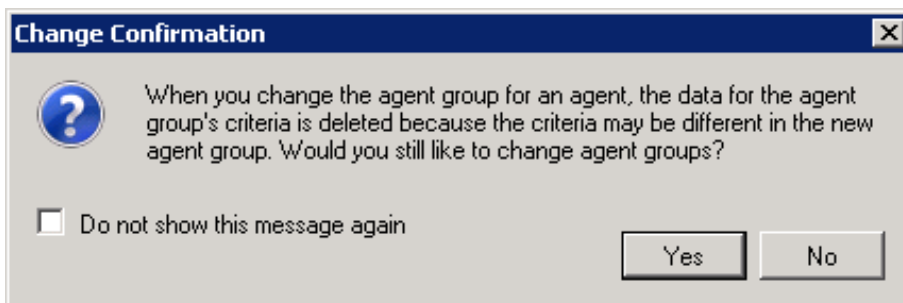 Change Confirmation
When you change the agent group for an agent, the data for the agent
group's criteria is deleted because the criteria may be different in the new
agent group. Would you still like to change agent groups?
Do not show this message again
Yes
No